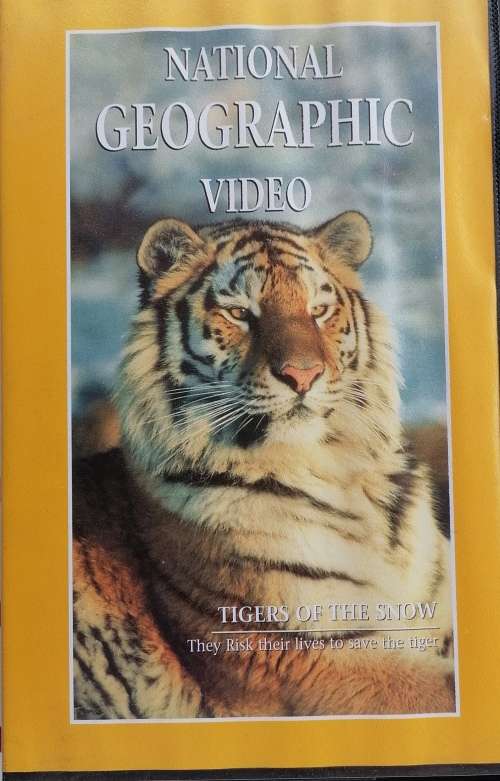 NATIONAL
GEOGRAPHIC
VIDEO
TIGERS OF THE SNOW
They Risk their lives to save the tiger